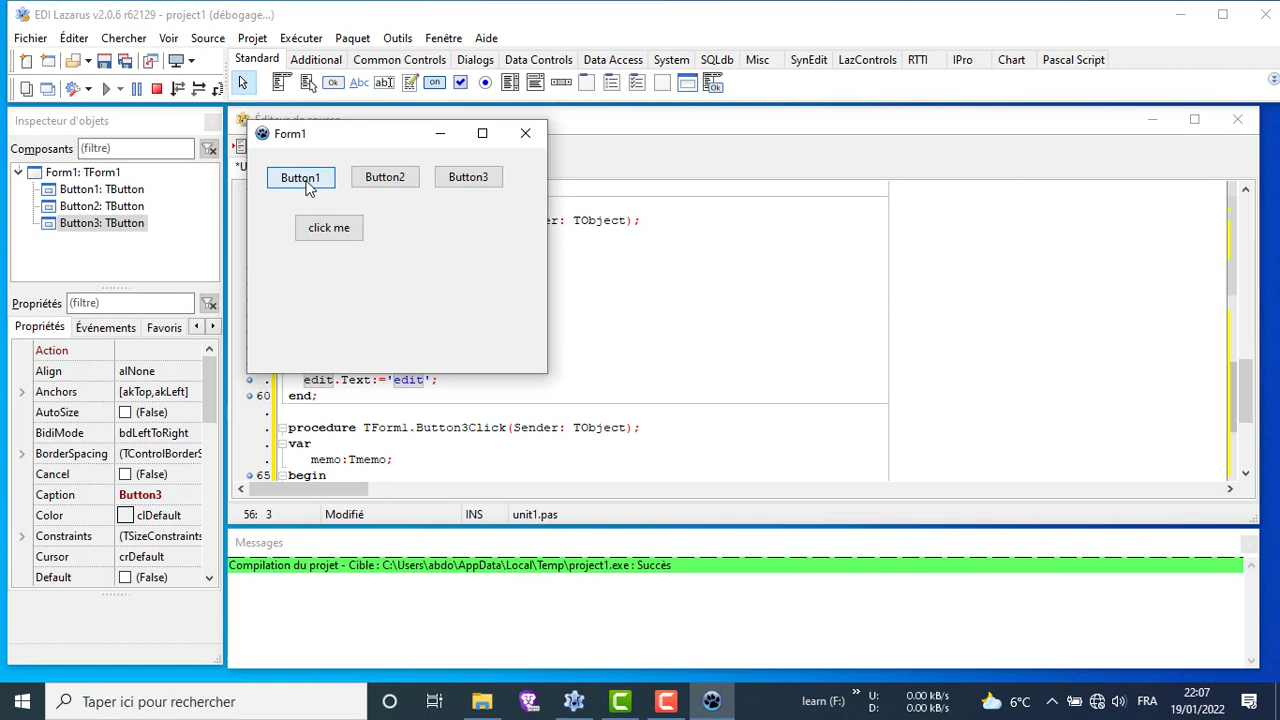 EDI Lazarus v2.0.6 r62129 - project1 (débogage...)
Fichier Éditer Chercher Voir Source Projet Exécuter Paquet Outils Fenêtre Aide
Standard Additional Common Controls Dialogs Data Controls Data Access System SQLdb Misc SynEdit LazControls RTTI IPro Chart Pascal Script
Ok Abc abI on Ok
Inspecteur d'objets
Composants (filtre)
Form1: TForm1
Button1: TButton
Button2: TButton
Button3: TButton
Propriétés (filtre)
Propriétés Événements Favoris
Action
Align alNone
Anchors [akTop,akLeft]
AutoSize (False)
BidiMode bdLeftToRight
BorderSpacing (TControlBorderS
Cancel (False)
Caption Button3
Color clDefault
Constraints (TSizeConstraints
Cursor crDefault
Default (False)
Form1
Button1 Button2 Button3
click me
er: TObject);
edit.Text:='edit';
60 end;
procedure TForm1.Button3Click(Sender: TObject);
var
memo:Tmemo;
65 begin
56: 3 Modifié INS unit1.pas
Messages
Compilation du projet - Cible : C:\Users\abdo\AppData\Local\Temp\project1.exe : Succès
Taper ici pour rechercher
learn (F:) » U: 0.00 kB/s
D: 0.00 kB/s
6°C FRA 22:07
19/01/2022